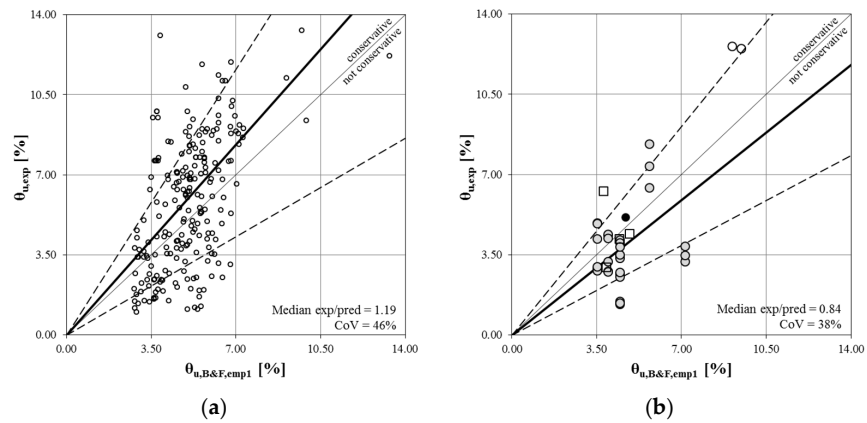 14.00
10.50
7.00
3.50
0.00
θu,exp [%]
conservative
not conservative
Median exp/pred = 1.19
CoV = 46%
0.00 3.50 7.00 10.50 14.00
θu,B&F,emp1 [%]
(a)
14.00
10.50
7.00
3.50
0.00
θu,exp [%]
conservative
not conservative
Median exp/pred = 0.84
CoV = 38%
0.00 3.50 7.00 10.50 14.00
θu,B&F,emp1 [%]
(b)